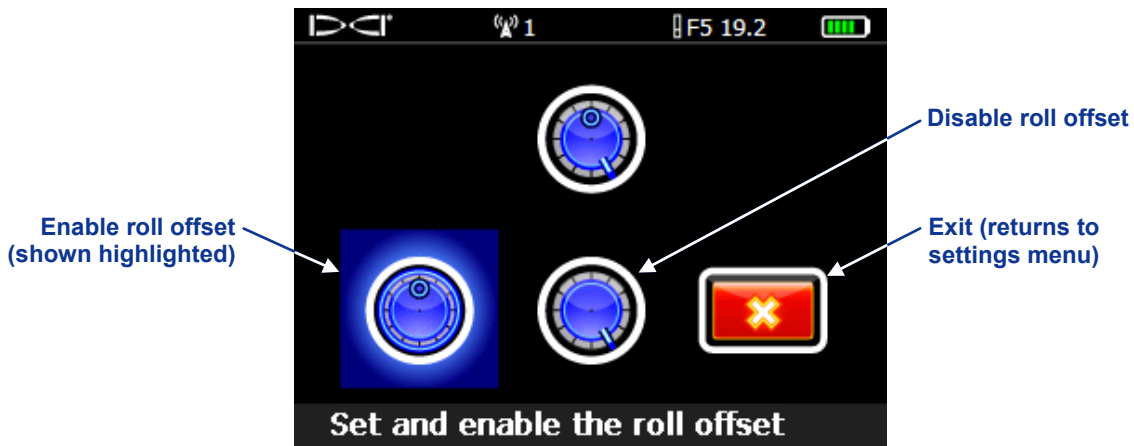 DCI
1
F5 19.2
Disable roll offset
Enable roll offset
(shown highlighted)
Exit (returns to
settings menu)
Set and enable the roll offset